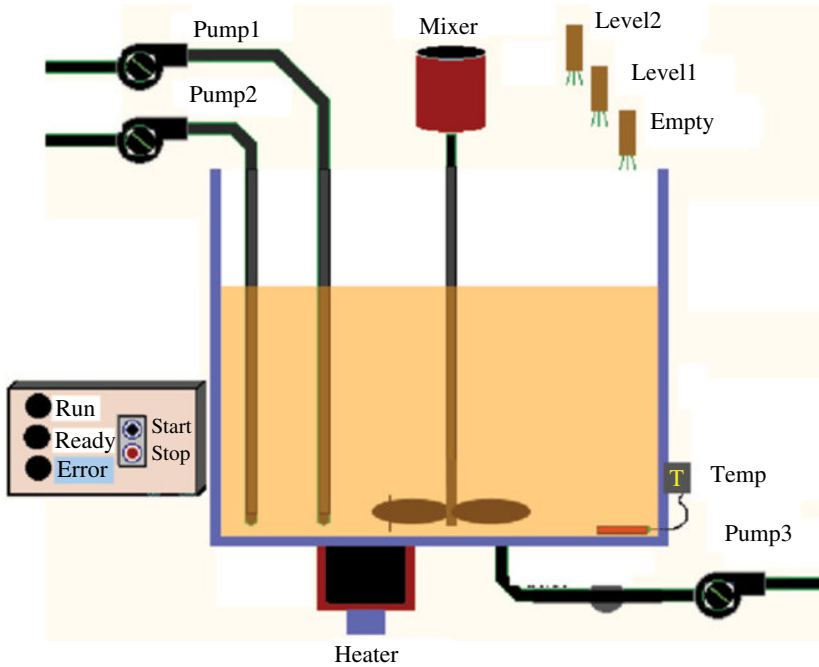 Pump1
Mixer
Level2
Level1
Pump2
Empty
Run
Start
Ready
Stop
Error
T
Temp
Pump3
Heater